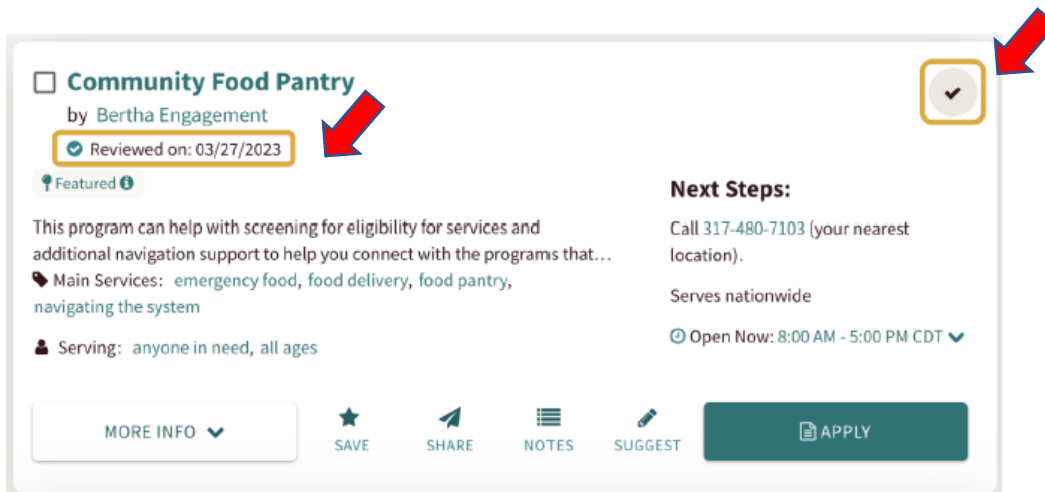 Community Food Pantry
by Bertha Engagement
Reviewed on: 03/27/2023
Featured
This program can help with screening for eligibility for services and
additional navigation support to help you connect with the programs that...
Main Services: emergency food, food delivery, food pantry,
navigating the system
Serving: anyone in need, all ages
Next Steps:
Call 317-480-7103 (your nearest
location).
Serves nationwide
Open Now: 8:00 AM - 5:00 PM CDT
MORE INFO
SAVE
SHARE
NOTES
SUGGEST
APPLY